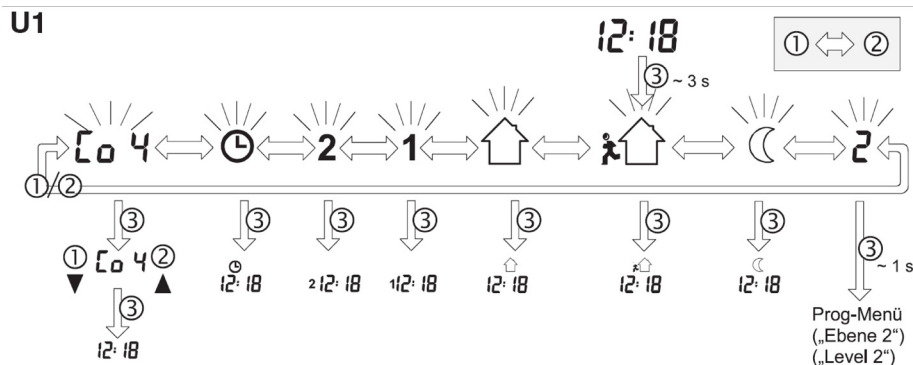 U1
12:18
① ②
③ ~ 3 s
Co 4 2 1 2
①/②
③ ③ ③ ③ ③ ③ ③ ③ ~ 1 s
① Co 4 ②
12:18 2 12:18 1 12:18 12:18 12:18 12:18
③
12:18
Prog-Menü
(„Ebene 2“)
(„Level 2“)